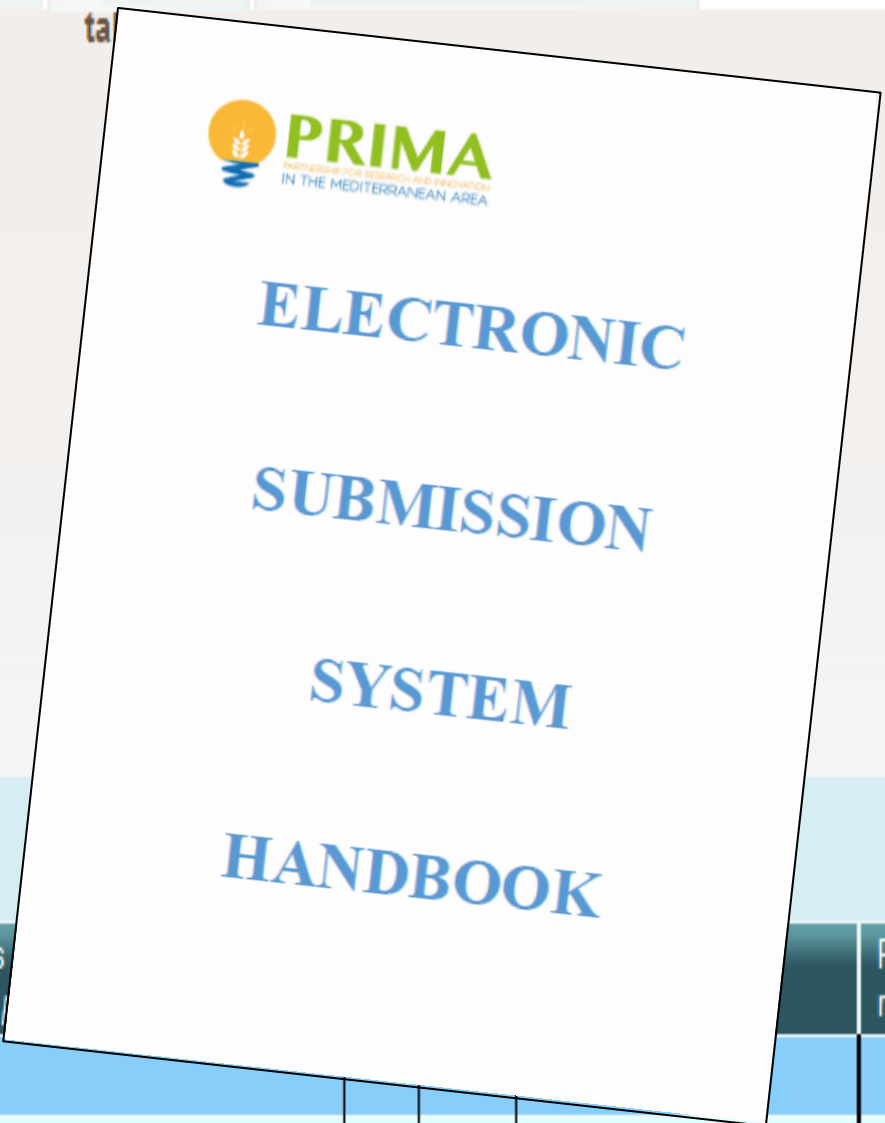 PRIMA
PARTNERSHIP FOR RESEARCH AND INNOVATION
IN THE MEDITERRANEAN AREA
ELECTRONIC
SUBMISSION
SYSTEM
HANDBOOK